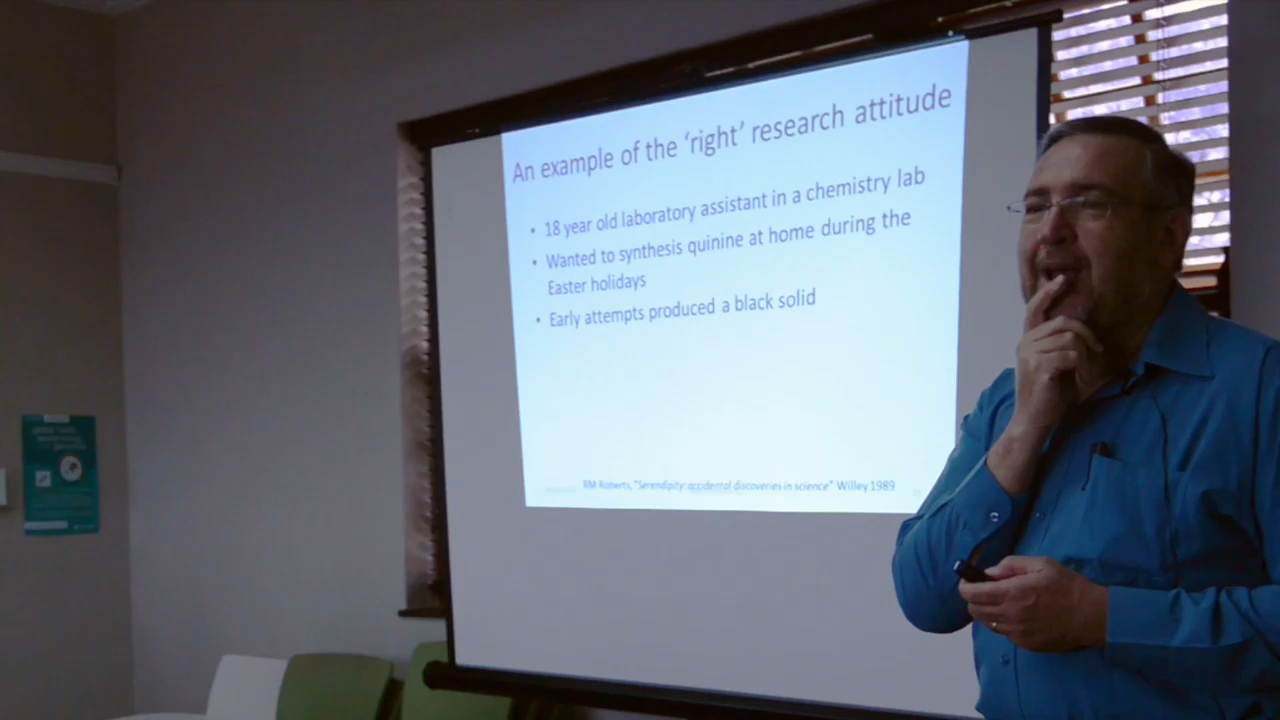 An example of the ‘right’ research attitude
• 18 year old laboratory assistant in a chemistry lab
• Wanted to synthesis quinine at home during the
Easter holidays
• Early attempts produced a black solid
RM Roberts, "Serendipity: accidental discoveries in science" Willey 1989